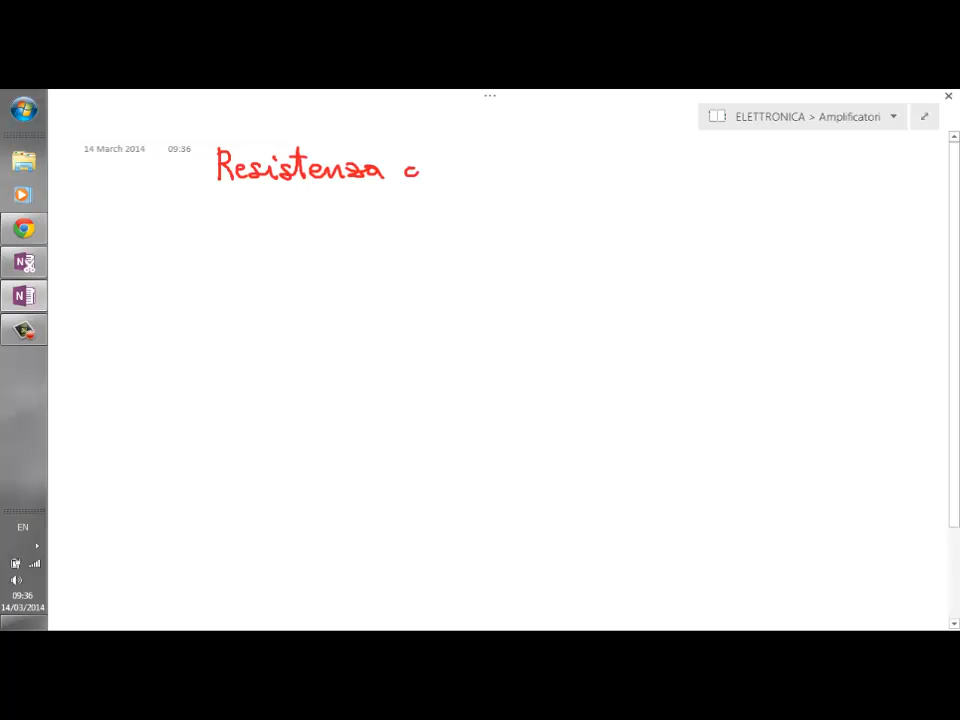 ELETTRONICA > Amplificatori
14 March 2014 09:36
Resistenza
EN
09:36
14/03/2014